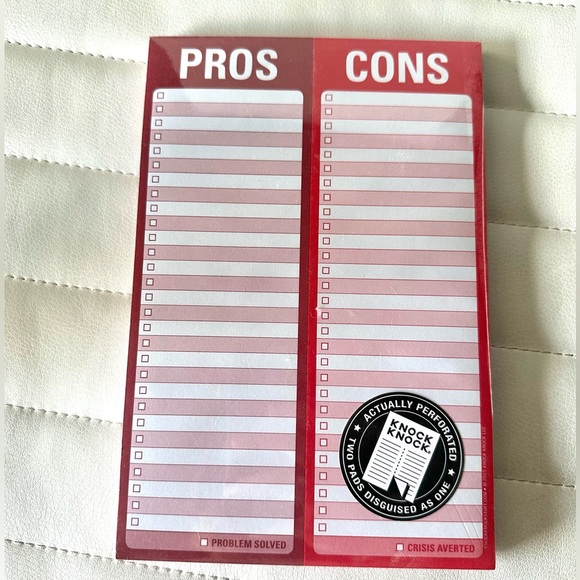 PROS
CONS
ACTUALLY PERFORATED
KNOCK
KNOCK®
TWO PADS DISGUISED AS ONE
PROBLEM SOLVED
CRISIS AVERTED